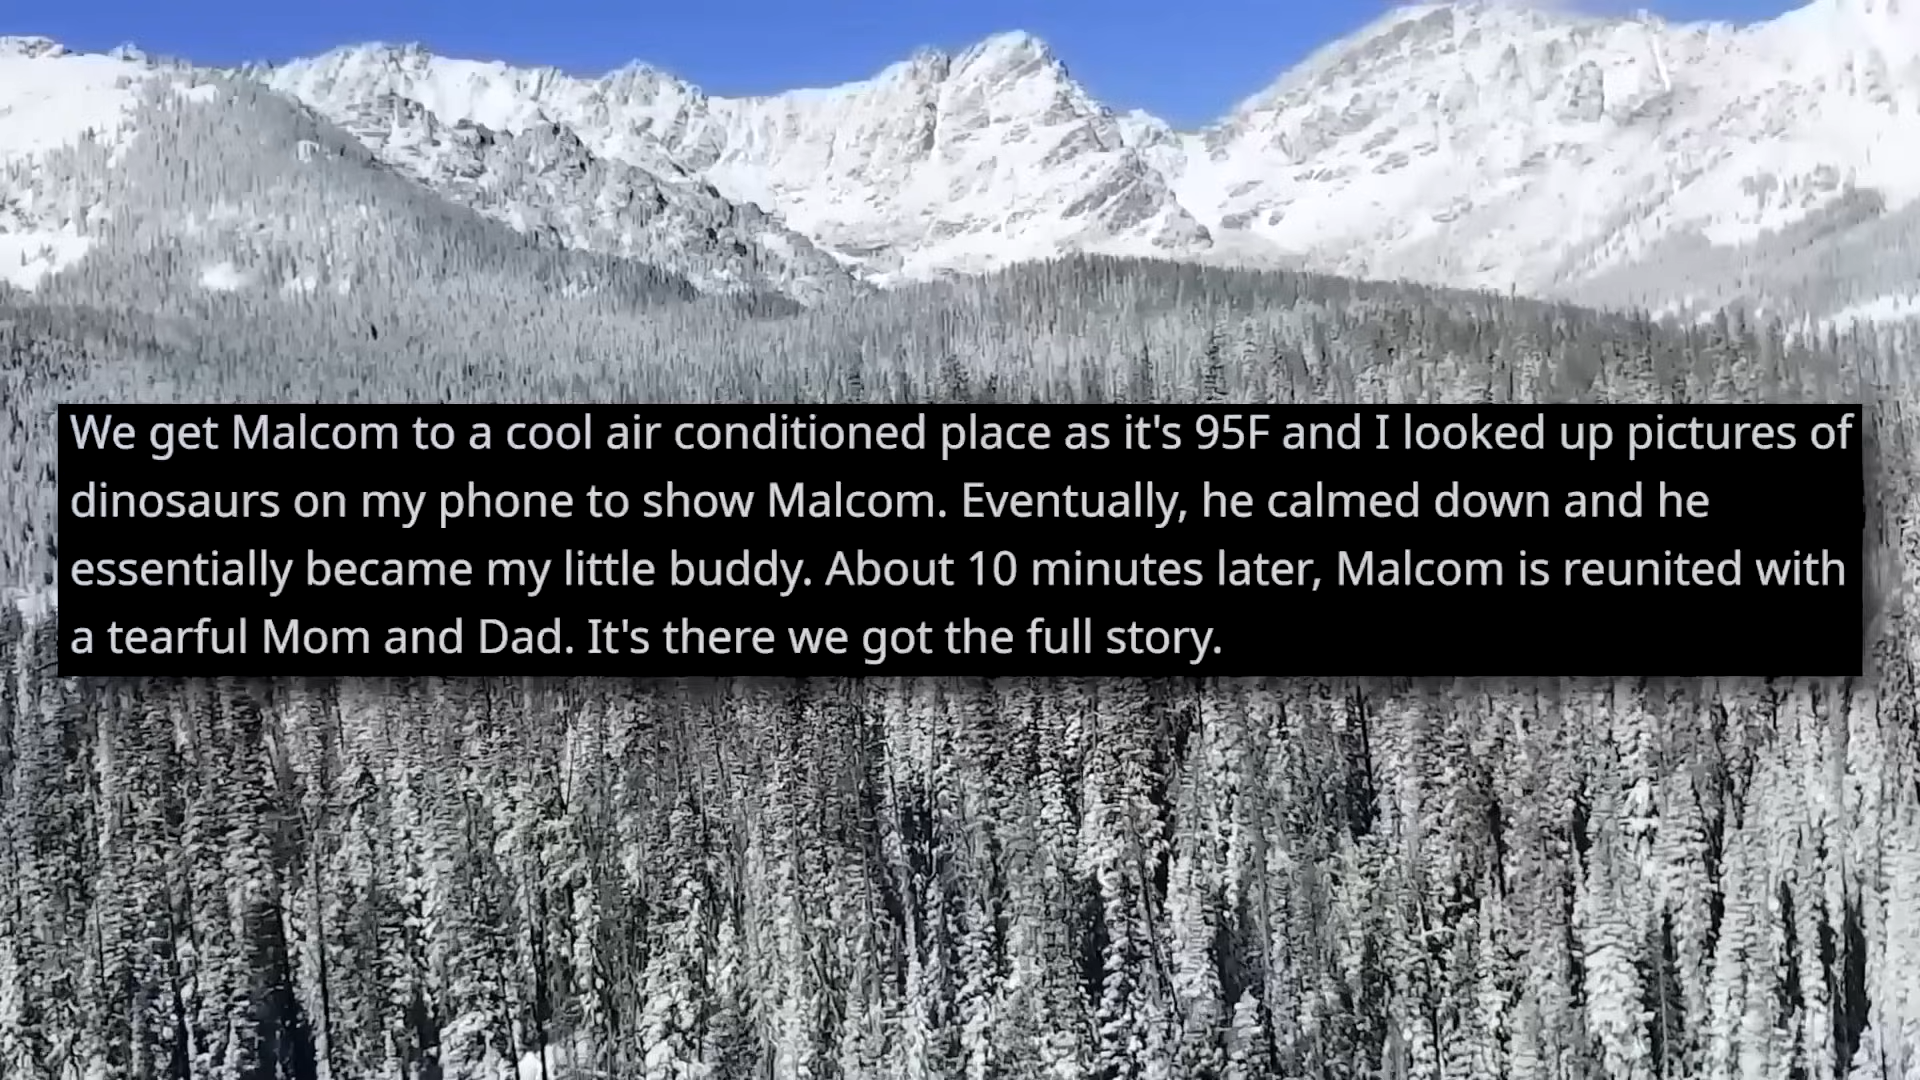 We get Malcom to a cool air conditioned place as it's 95F and I looked up pictures of
dinosaurs on my phone to show Malcom. Eventually, he calmed down and he
essentially became my little buddy. About 10 minutes later, Malcom is reunited with
a tearful Mom and Dad. It's there we got the full story.